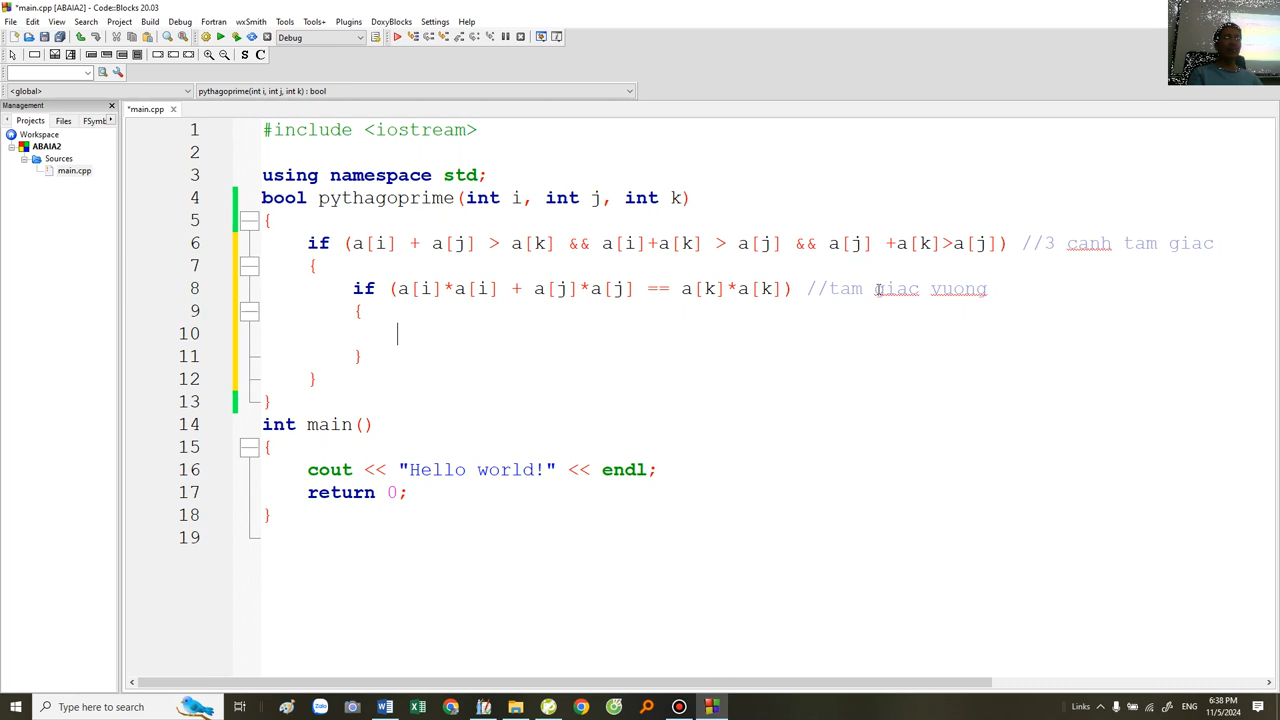 *main.cpp [ABAIA2] - Code::Blocks 20.03
File Edit View Search Project Build Debug Fortran wxSmith Tools Tools+ Plugins DoxyBlocks Settings Help
Debug
S C
<global> pythagoprime(int i, int j, int k) : bool
Management
*main.cpp
Projects Files FSymb
Workspace
ABAIA2
Sources
main.cpp
1 #include <iostream>
2
3 using namespace std;
4 bool pythagoprime(int i, int j, int k)
5 {
6 if (a[i] + a[j] > a[k] && a[i]+a[k] > a[j] && a[j] +a[k]>a[j]) //3 canh tam giac
7 {
8 if (a[i]*a[i] + a[j]*a[j] == a[k]*a[k]) //tam giac vuong
9 {
10
11 }
12 }
13 }
14 int main()
15 {
16 cout << "Hello world!" << endl;
17 return 0;
18 }
19
Type here to search
Zalo
ENG
6:38 PM
11/5/2024